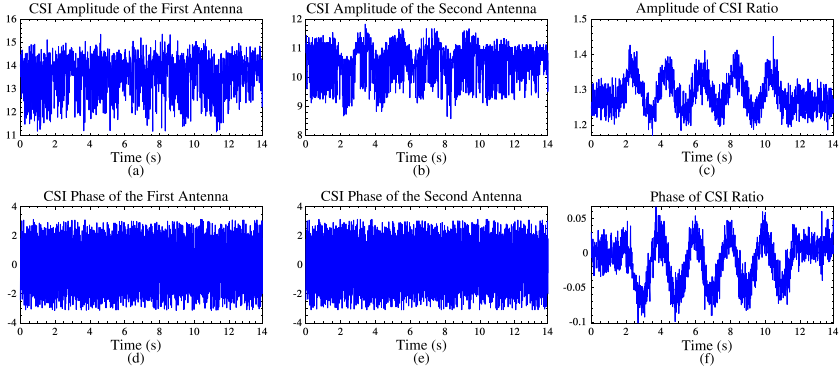 CSI Amplitude of the First Antenna
16
15
14
13
12
11
0 2 4 6 8 10 12 14
Time (s)
(a)
CSI Amplitude of the Second Antenna
12
11
10
9
8
0 2 4 6 8 10 12 14
Time (s)
(b)
Amplitude of CSI Ratio
1.5
1.4
1.3
1.2
0 2 4 6 8 10 12 14
Time (s)
(c)
CSI Phase of the First Antenna
4
2
0
-2
-4
0 2 4 6 8 10 12 14
Time (s)
(d)
CSI Phase of the Second Antenna
4
2
0
-2
-4
0 2 4 6 8 10 12 14
Time (s)
(e)
Phase of CSI Ratio
0.05
0
-0.05
-0.1
0 2 4 6 8 10 12 14
Time (s)
(f)